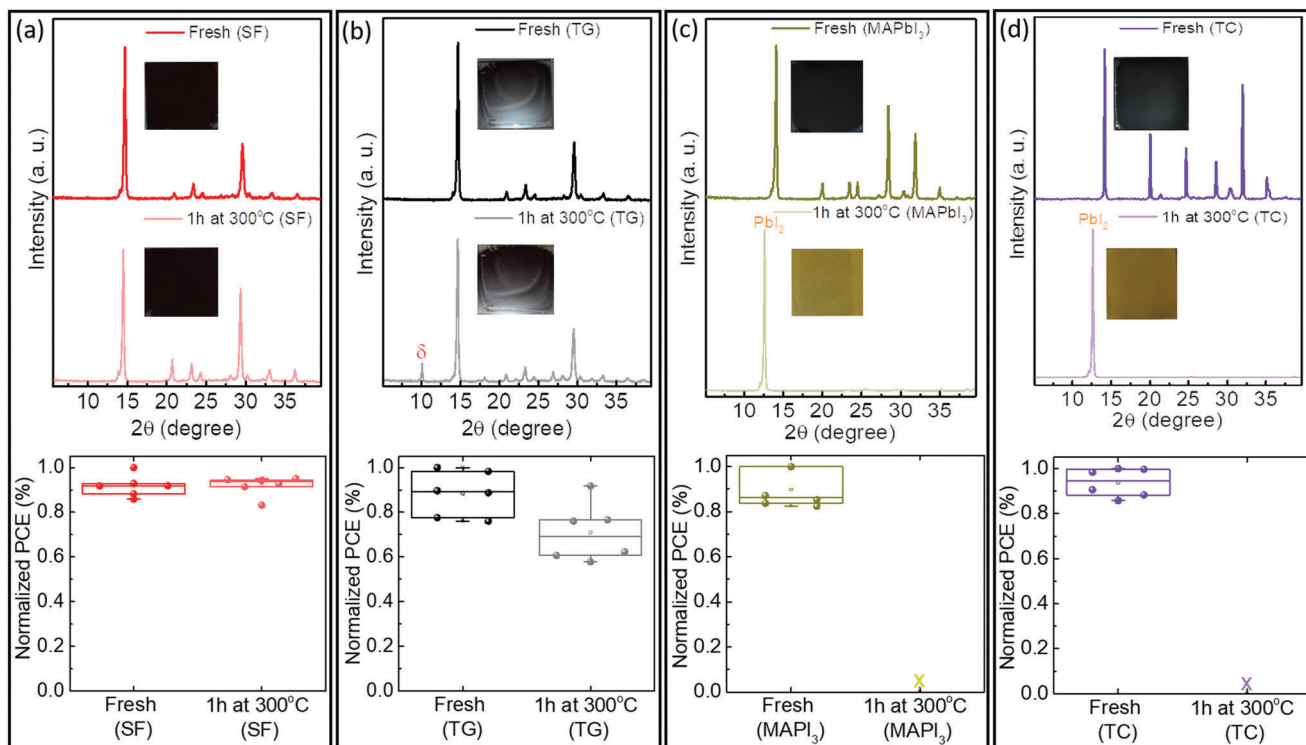 (a)
Fresh (SF)
1h at 300°C (SF)
Intensity (a. u.)
10 15 20 25 30 35
2θ (degree)
Normalized PCE (%)
1.0
0.8
0.6
0.4
0.2
0.0
Fresh 1h at 300°C
(SF) (SF)
(b)
Fresh (TG)
1h at 300°C (TG)
δ
Intensity (a. u.)
10 15 20 25 30 35
2θ (degree)
Normalized PCE (%)
1.0
0.8
0.6
0.4
0.2
0.0
Fresh 1h at 300°C
(TG) (TG)
(c)
Fresh (MAPbI₃)
1h at 300°C (MAPbI₃)
PbI₂
Intensity (a. u.)
10 15 20 25 30 35
2θ (degree)
Normalized PCE (%)
1.0
0.8
0.6
0.4
0.2
0.0
Fresh 1h at 300°C
(MAPI₃) (MAPI₃)
(d)
Fresh (TC)
1h at 300°C (TC)
PbI₂
Intensity (a. u.)
10 15 20 25 30 35
2θ (degree)
Normalized PCE (%)
1.0
0.8
0.6
0.4
0.2
0.0
Fresh 1h at 300°C
(TC) (TC)